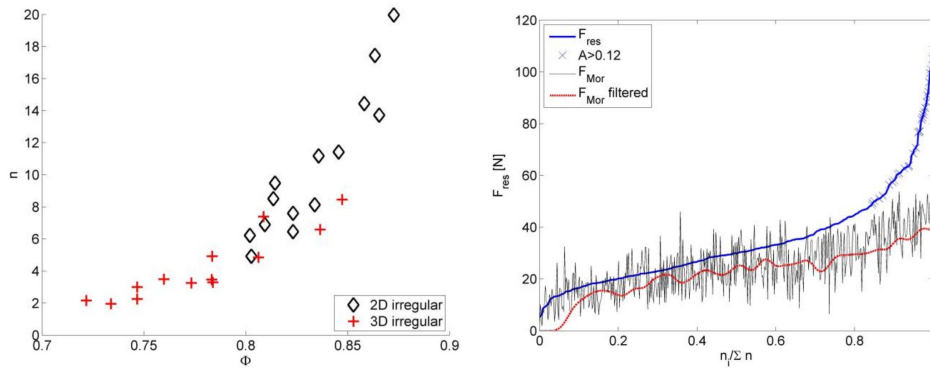 20
18
16
14
12
10
8
6
4
2
0
n
0.7
0.75
0.8
0.85
0.9
Φ
2D irregular
3D irregular
120
100
80
60
40
20
0
F_res [N]
F_res
A>0.12
F_Mor
F_Mor filtered
0
0.2
0.4
0.6
0.8
n_i/Σ n